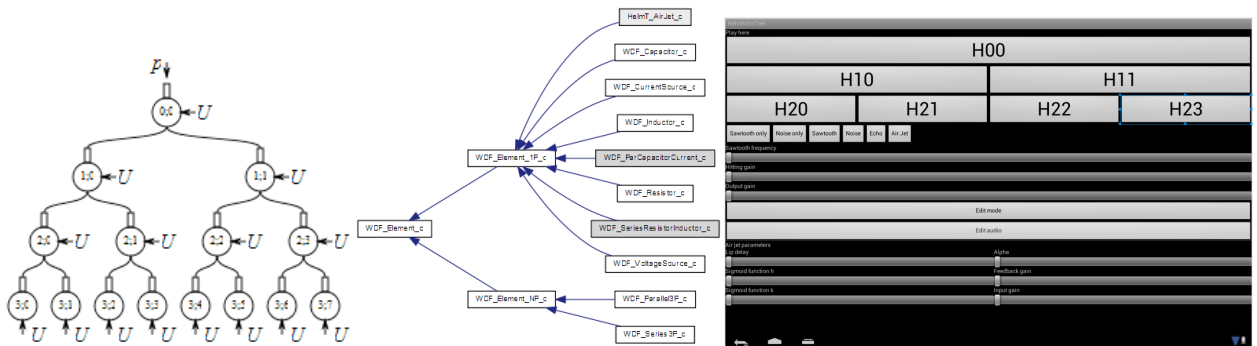 p
0;0
U
1;0
U
1;1
U
2;0
U
2;1
U
2;2
U
2;3
U
3;0
3;1
3;2
3;3
3;4
3;5
3;6
3;7
U
U
U
U
U
U
U
U
HelmT_AirJet_c
WDF_Capacitor_c
WDF_CurrentSource_c
WDF_Inductor_c
WDF_Element_1P_c
WDF_ParCapacitorCurrent_c
WDF_Resistor_c
WDF_Element_c
WDF_SeriesResistorInductor_c
WDF_VoltageSource_c
WDF_Element_NP_c
WDF_Parallel3P_c
WDF_Series3P_c
HelmholtzTree
Play here
H00
H10
H11
H20
H21
H22
H23
Sawtooth only
Noise only
Sawtooth
Noise
Echo
Air Jet
Sawtooth frequency
Hitting gain
Output gain
Edit mode
Edit audio
Air jet parameters
Lip delay
Alpha
Sigmoid function h
Feedback gain
Sigmoid function k
Input gain